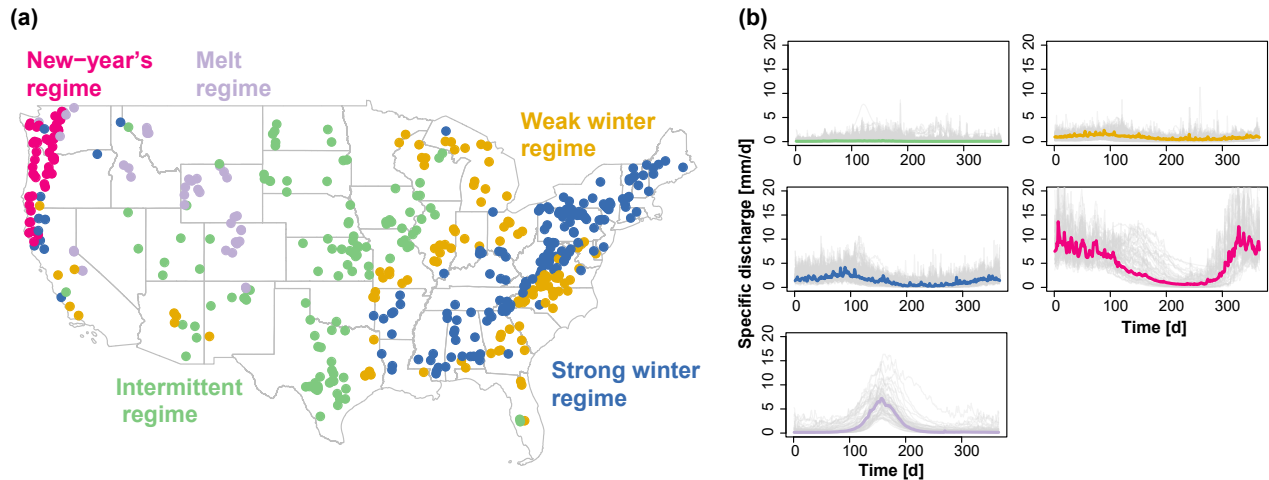 (a)
New−year's
regime
Melt
regime
Weak winter
regime
Intermittent
regime
Strong winter
regime
(b)
Specific discharge [mm/d]
0 5 10 15 20
0 100 200 300
0 5 10 15 20
0 100 200 300
0 5 10 15 20
0 100 200 300
0 5 10 15 20
0 100 200 300
Time [d]
0 5 10 15 20
0 100 200 300
Time [d]